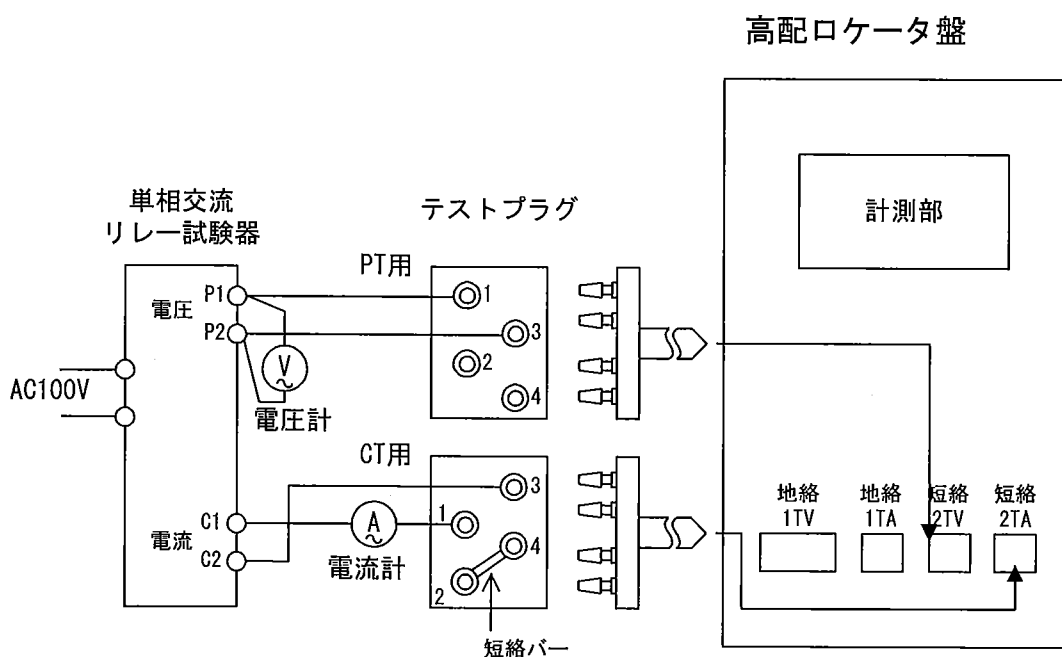 高配ロケータ盤
計測部
単相交流
リレー試験器
テストプラグ
PT用
電圧
P1
P2
1
3
2
4
V
電圧計
AC100V
CT用
3
1
4
2
電流
C1
C2
A
電流計
短絡バー
地絡
1TV
地絡
1TA
短絡
2TV
短絡
2TA